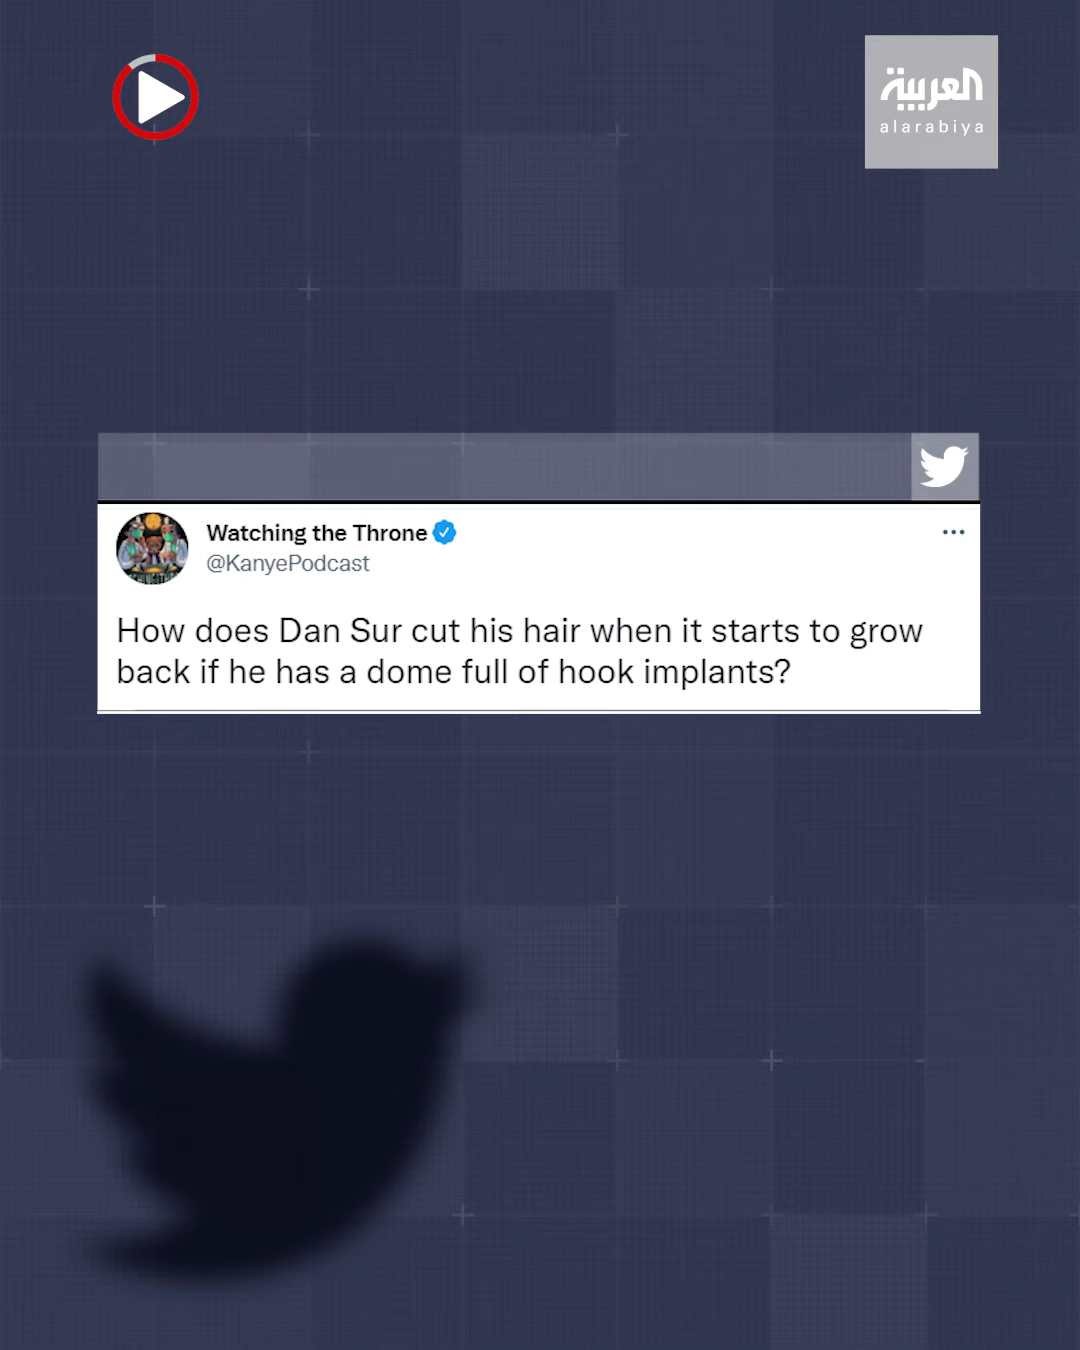 العربية
alarabiya
Watching the Throne
@KanyePodcast
How does Dan Sur cut his hair when it starts to grow
back if he has a dome full of hook implants?